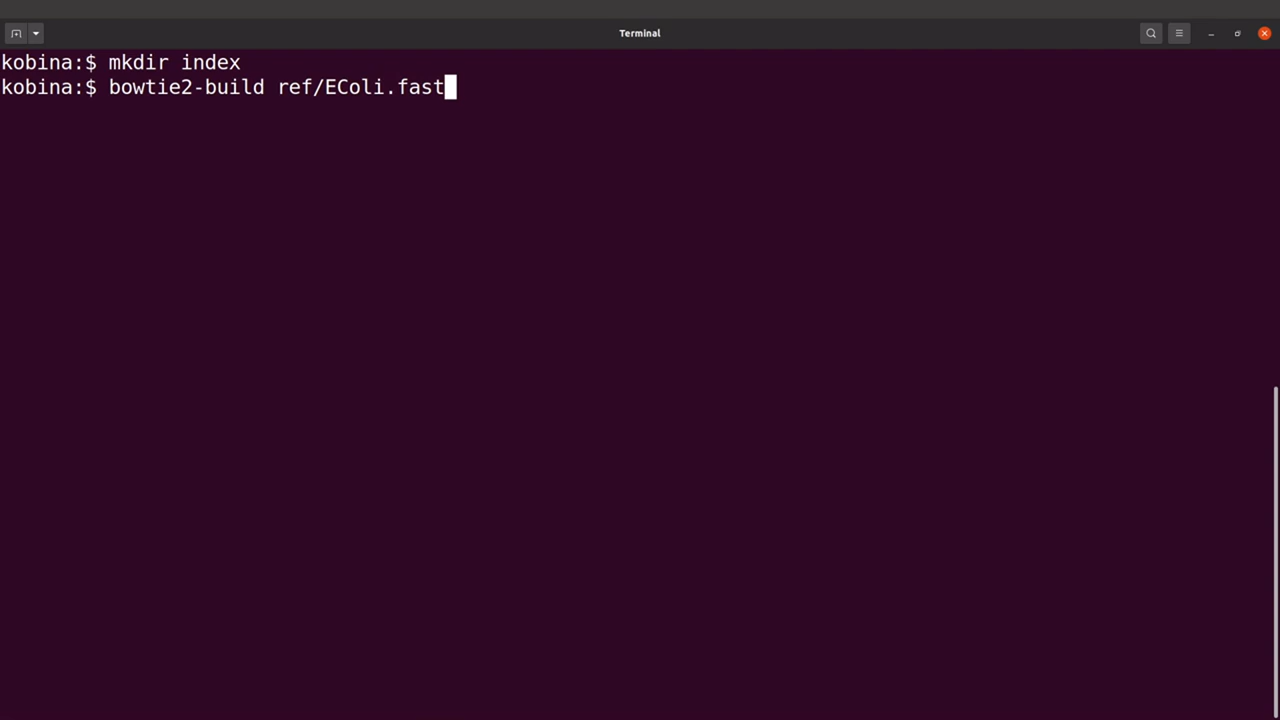 Terminal
kobina:$ mkdir index
kobina:$ bowtie2-build ref/EColi.fast